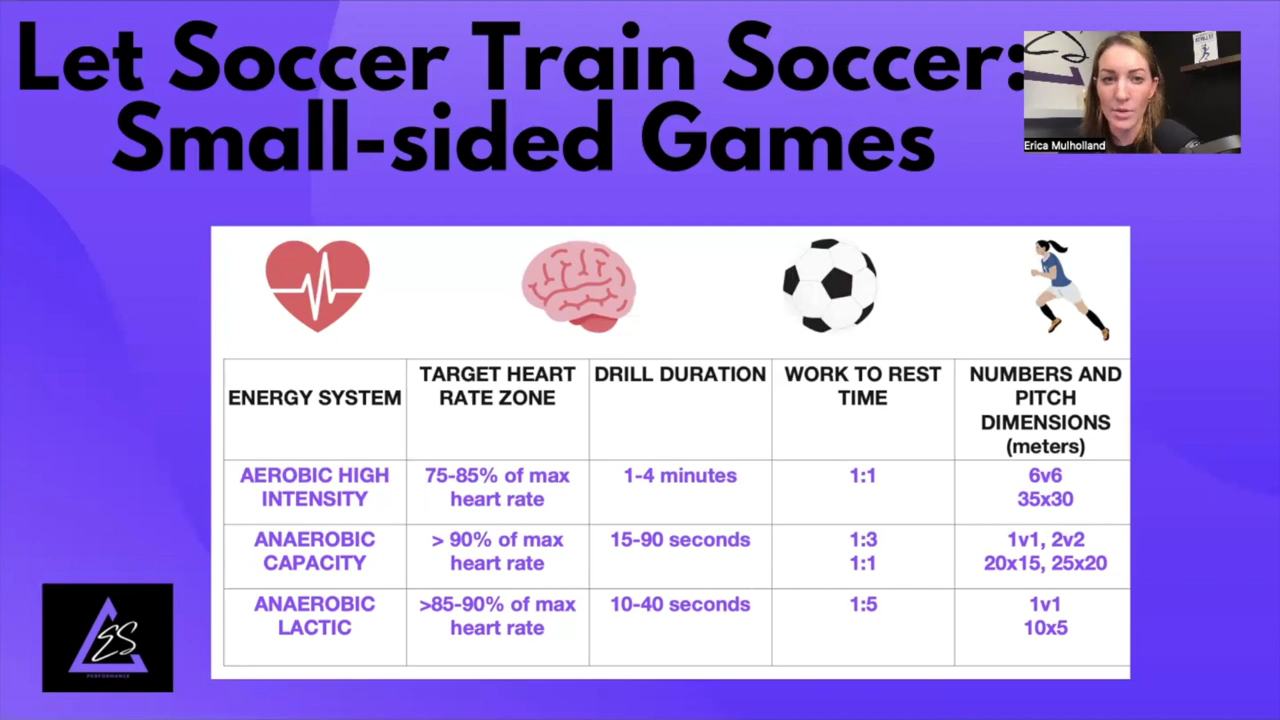 Let Soccer Train Soccer:
Small-sided Games
Erica Mulholland
ENERGY SYSTEM
TARGET HEART
RATE ZONE
DRILL DURATION
WORK TO REST
TIME
NUMBERS AND
PITCH
DIMENSIONS
(meters)
AEROBIC HIGH
INTENSITY
75-85% of max
heart rate
1-4 minutes
1:1
6v6
35x30
ANAEROBIC
CAPACITY
> 90% of max
heart rate
15-90 seconds
1:3
1:1
1v1, 2v2
20x15, 25x20
ANAEROBIC
LACTIC
>85-90% of max
heart rate
10-40 seconds
1:5
1v1
10x5
ES
PERFORMANCE